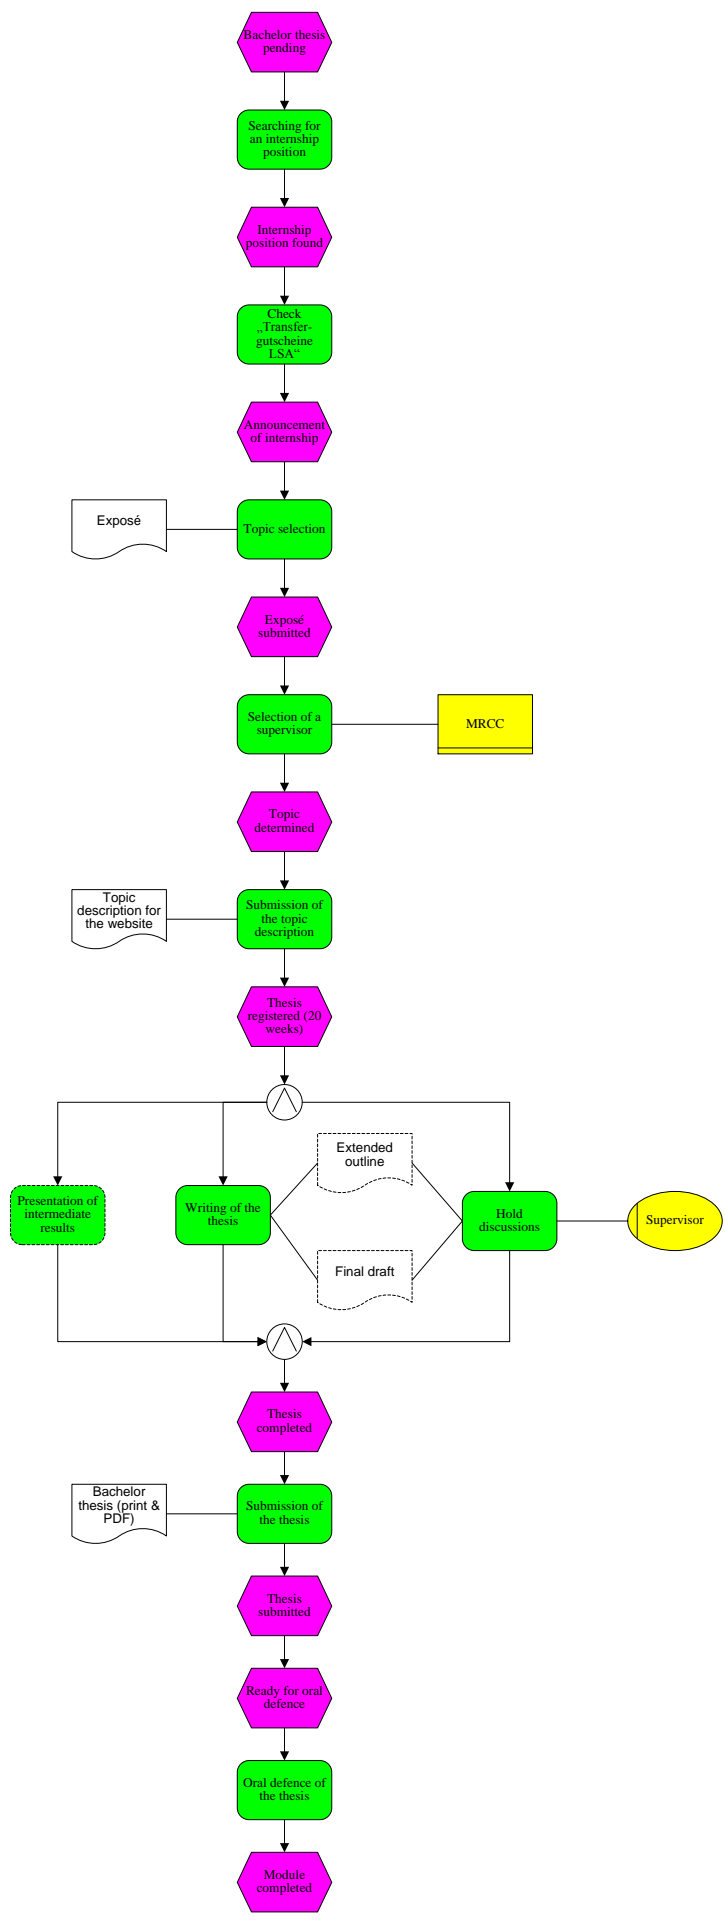 Bachelor thesis
pending
Searching for
an internship
position
Internship
position found
Check
„Transfer-
gutscheine
LSA“
Announcement
of internship
Exposé
Topic selection
Exposé
submitted
Selection of a
supervisor
MRCC
Topic
determined
Topic
description for
the website
Submission of
the topic
description
Thesis
registered (20
weeks)
Extended
outline
Presentation of
intermediate
results
Writing of the
thesis
Hold
discussions
Supervisor
Final draft
Thesis
completed
Bachelor
thesis (print &
PDF)
Submission of
the thesis
Thesis
submitted
Ready for oral
defence
Oral defence of
the thesis
Module
completed